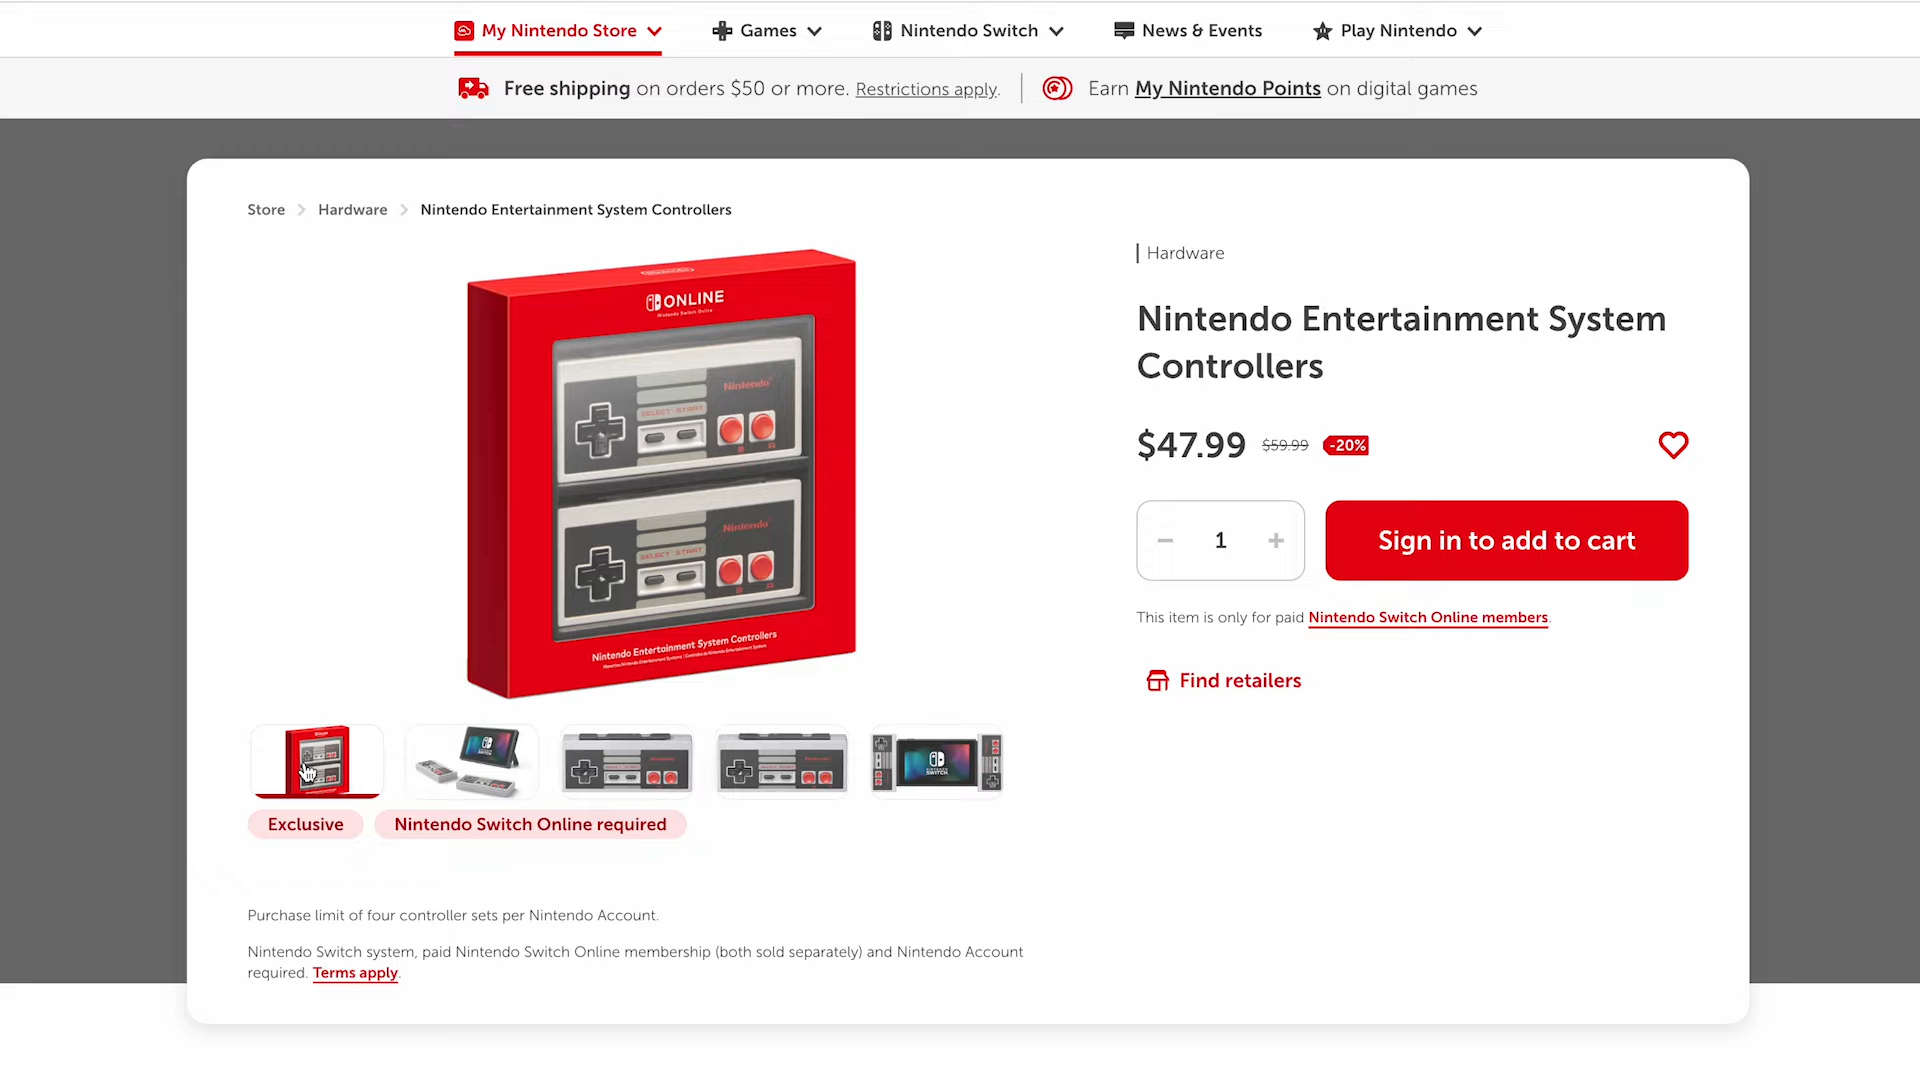 My Nintendo Store
Games
Nintendo Switch
News & Events
Play Nintendo
Free shipping on orders $50 or more. Restrictions apply.
Earn My Nintendo Points on digital games
Store
Hardware
Nintendo Entertainment System Controllers
Hardware
Nintendo Entertainment System
Controllers
$47.99
$59.99
-20%
1
Sign in to add to cart
This item is only for paid Nintendo Switch Online members.
Find retailers
Nintendo
ONLINE
Nintendo Switch Online
Nintendo
SELECT START
B A
Nintendo
SELECT START
B A
Nintendo Entertainment System Controllers
Exclusive
Nintendo Switch Online required
Purchase limit of four controller sets per Nintendo Account.
Nintendo Switch system, paid Nintendo Switch Online membership (both sold separately) and Nintendo Account
required. Terms apply.